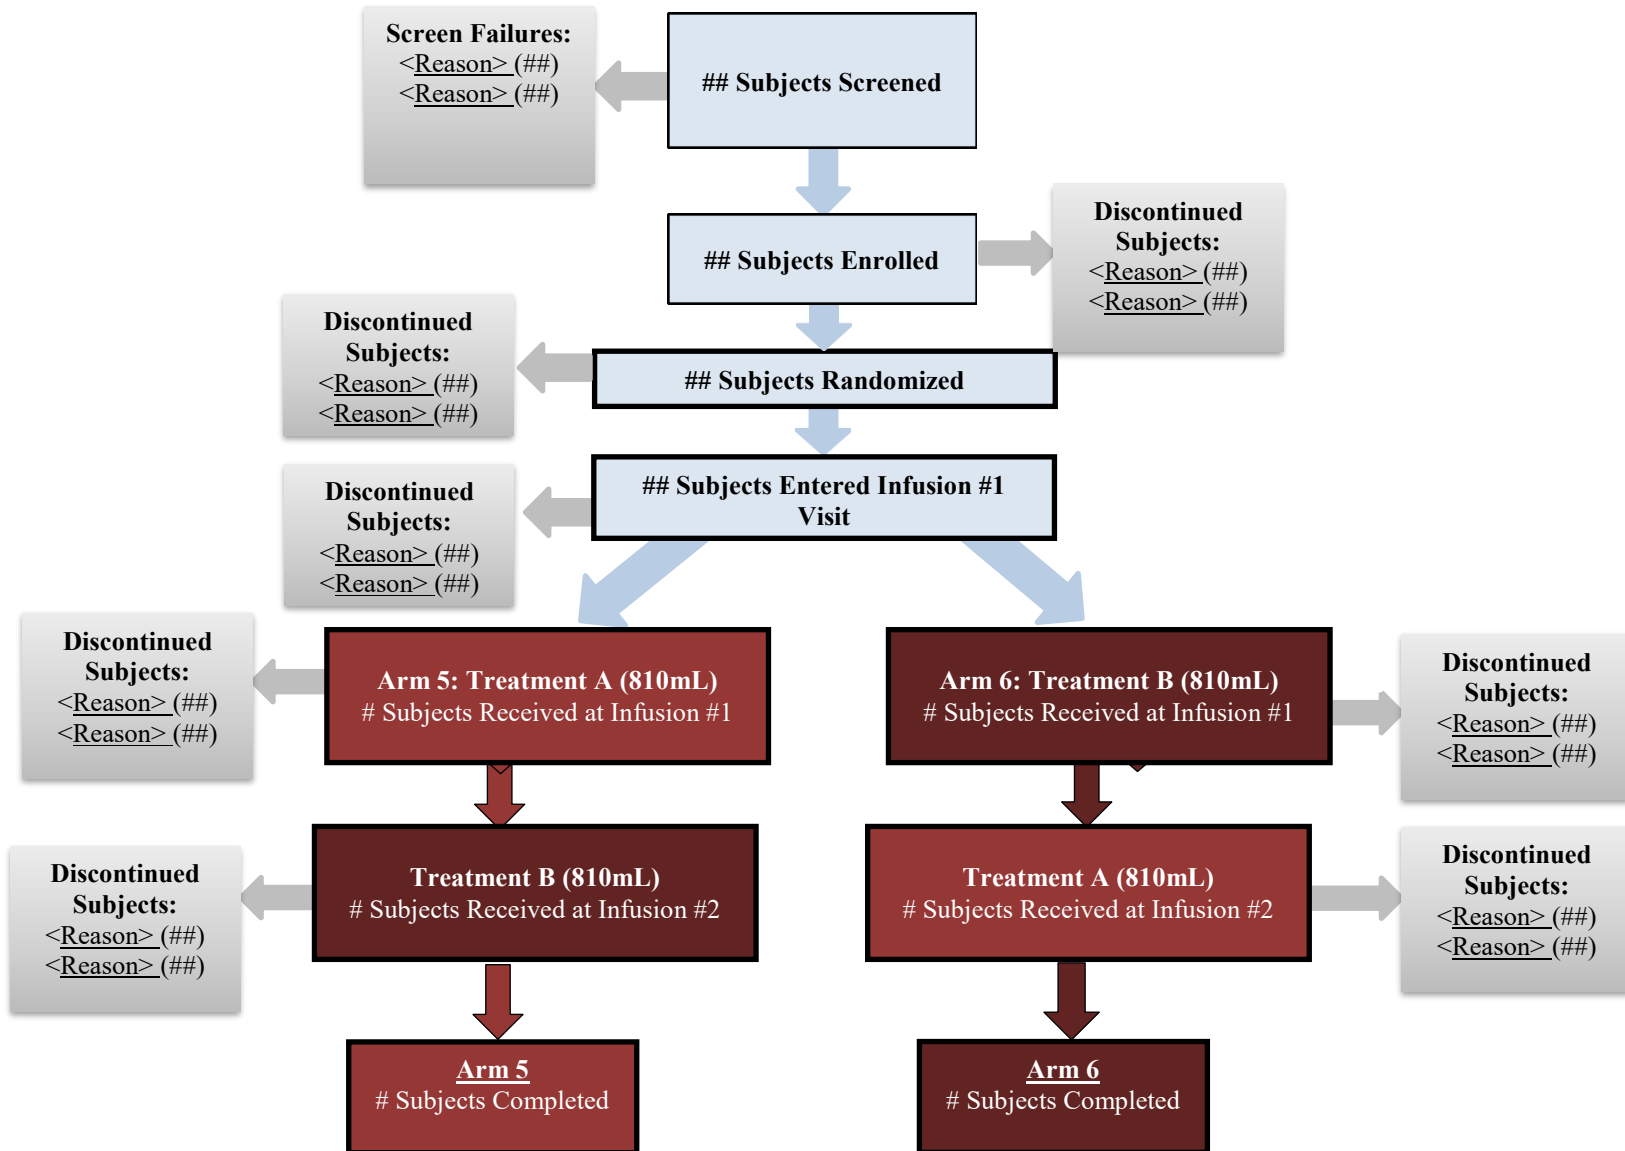 Screen Failures:
<Reason> (##)
<Reason> (##)
## Subjects Screened
## Subjects Enrolled
Discontinued
Subjects:
<Reason> (##)
<Reason> (##)
Discontinued
Subjects:
<Reason> (##)
<Reason> (##)
## Subjects Randomized
Discontinued
Subjects:
<Reason> (##)
<Reason> (##)
## Subjects Entered Infusion #1
Visit
Discontinued
Subjects:
<Reason> (##)
<Reason> (##)
Arm 5: Treatment A (810mL)
# Subjects Received at Infusion #1
Arm 6: Treatment B (810mL)
# Subjects Received at Infusion #1
Discontinued
Subjects:
<Reason> (##)
<Reason> (##)
Discontinued
Subjects:
<Reason> (##)
<Reason> (##)
Treatment B (810mL)
# Subjects Received at Infusion #2
Treatment A (810mL)
# Subjects Received at Infusion #2
Discontinued
Subjects:
<Reason> (##)
<Reason> (##)
Arm 5
# Subjects Completed
Arm 6
# Subjects Completed